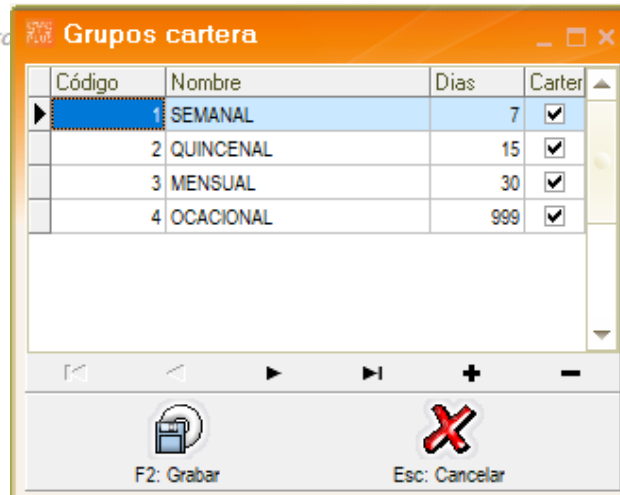 Grupos cartera
Código Nombre Dias Carter
1 SEMANAL 7
2 QUINCENAL 15
3 MENSUAL 30
4 OCACIONAL 999
F2: Grabar Esc: Cancelar